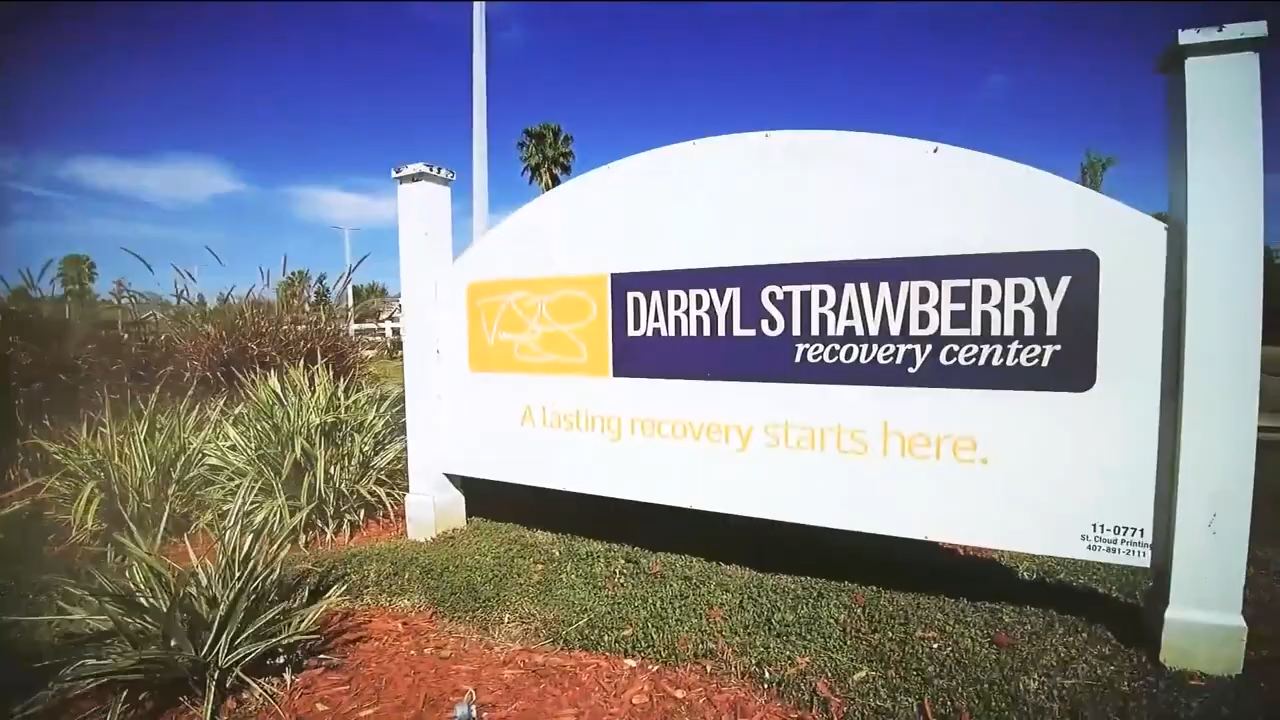 DARRYL STRAWBERRY
recovery center
A lasting recovery starts here.
11-0771
St. Cloud Printing
407-891-2111